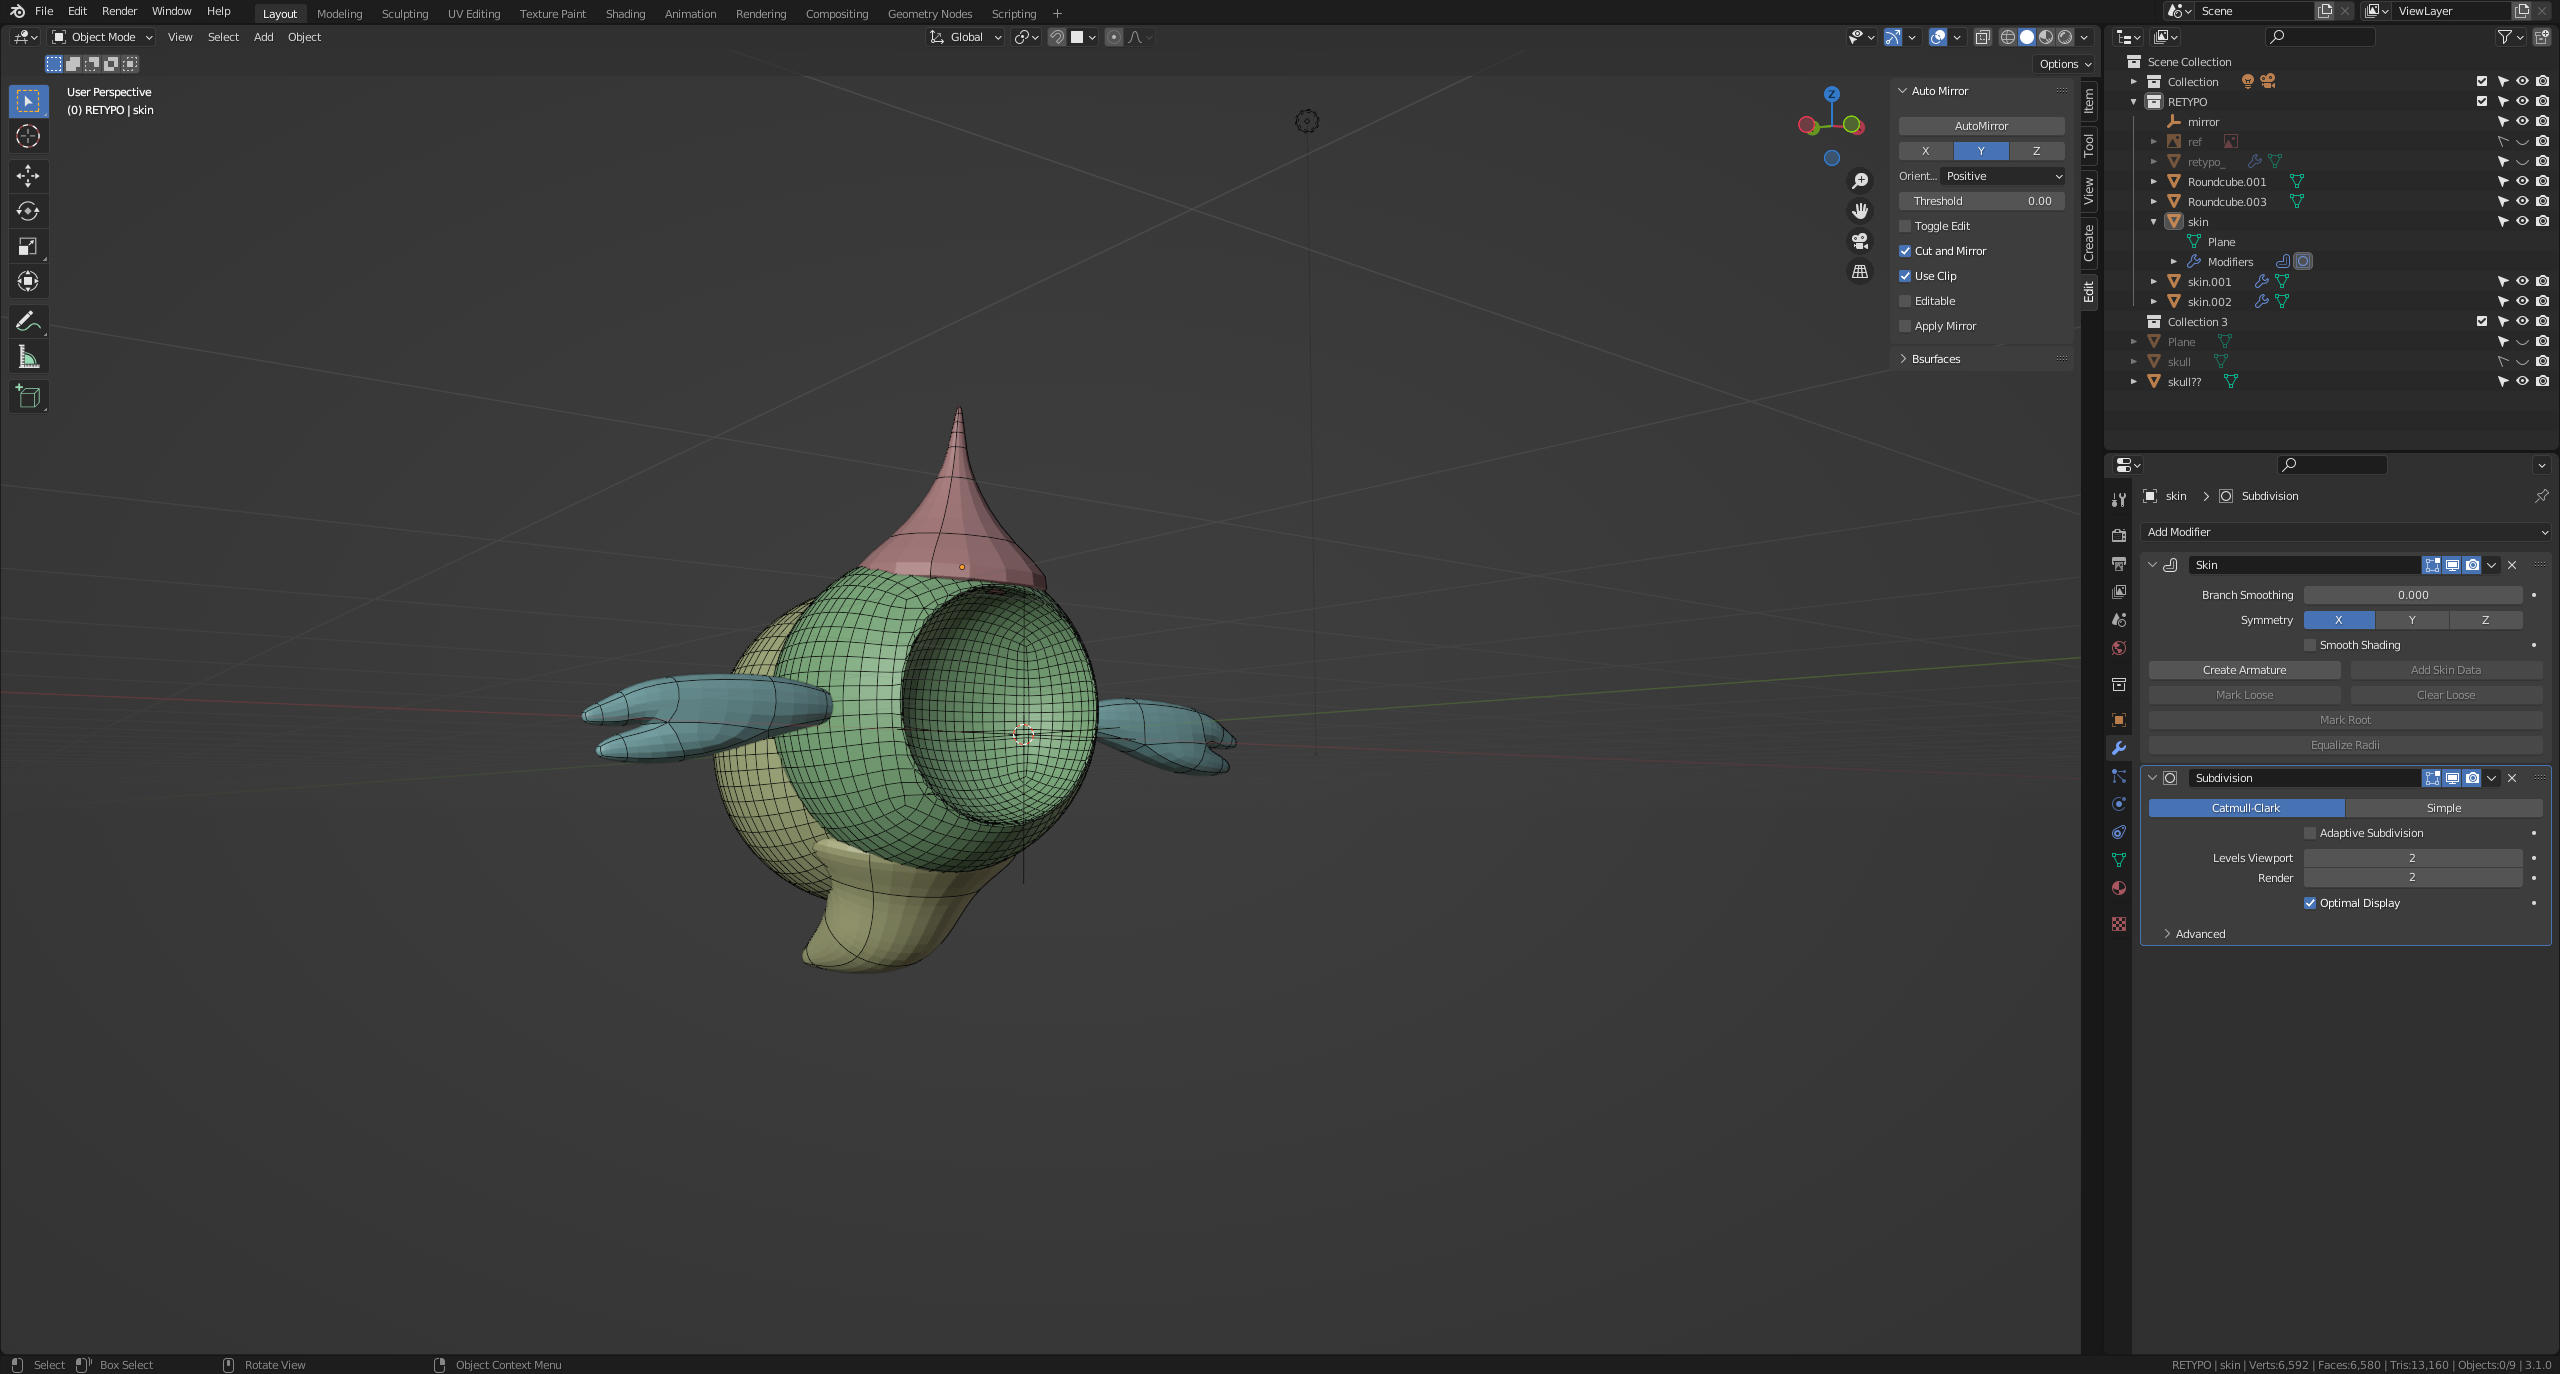 File Edit Render Window Help Layout Modeling Sculpting UV Editing Texture Paint Shading Animation Rendering Compositing Geometry Nodes Scripting + Scene ViewLayer
Object Mode View Select Add Object Global
Options
User Perspective
(0) RETYPO | skin
Auto Mirror
AutoMirror
X Y Z
Orient... Positive
Threshold 0.00
Toggle Edit
Cut and Mirror
Use Clip
Editable
Apply Mirror
Bsurfaces
Z
Item
Tool
View
Create
Edit
Scene Collection
Collection
RETYPO
mirror
ref
retypo_
Roundcube.001
Roundcube.003
skin
Plane
Modifiers
skin.001
skin.002
Collection 3
Plane
skull
skull??
skin > Subdivision
Add Modifier
Skin
Branch Smoothing 0.000
Symmetry X Y Z
Smooth Shading
Create Armature Add Skin Data
Mark Loose Clear Loose
Mark Root
Equalize Radii
Subdivision
Catmull-Clark Simple
Adaptive Subdivision
Levels Viewport 2
Render 2
Optimal Display
Advanced
Select Box Select Rotate View Object Context Menu
RETYPO | skin | Verts:6,592 | Faces:6,580 | Tris:13,160 | Objects:0/9 | 3.1.0